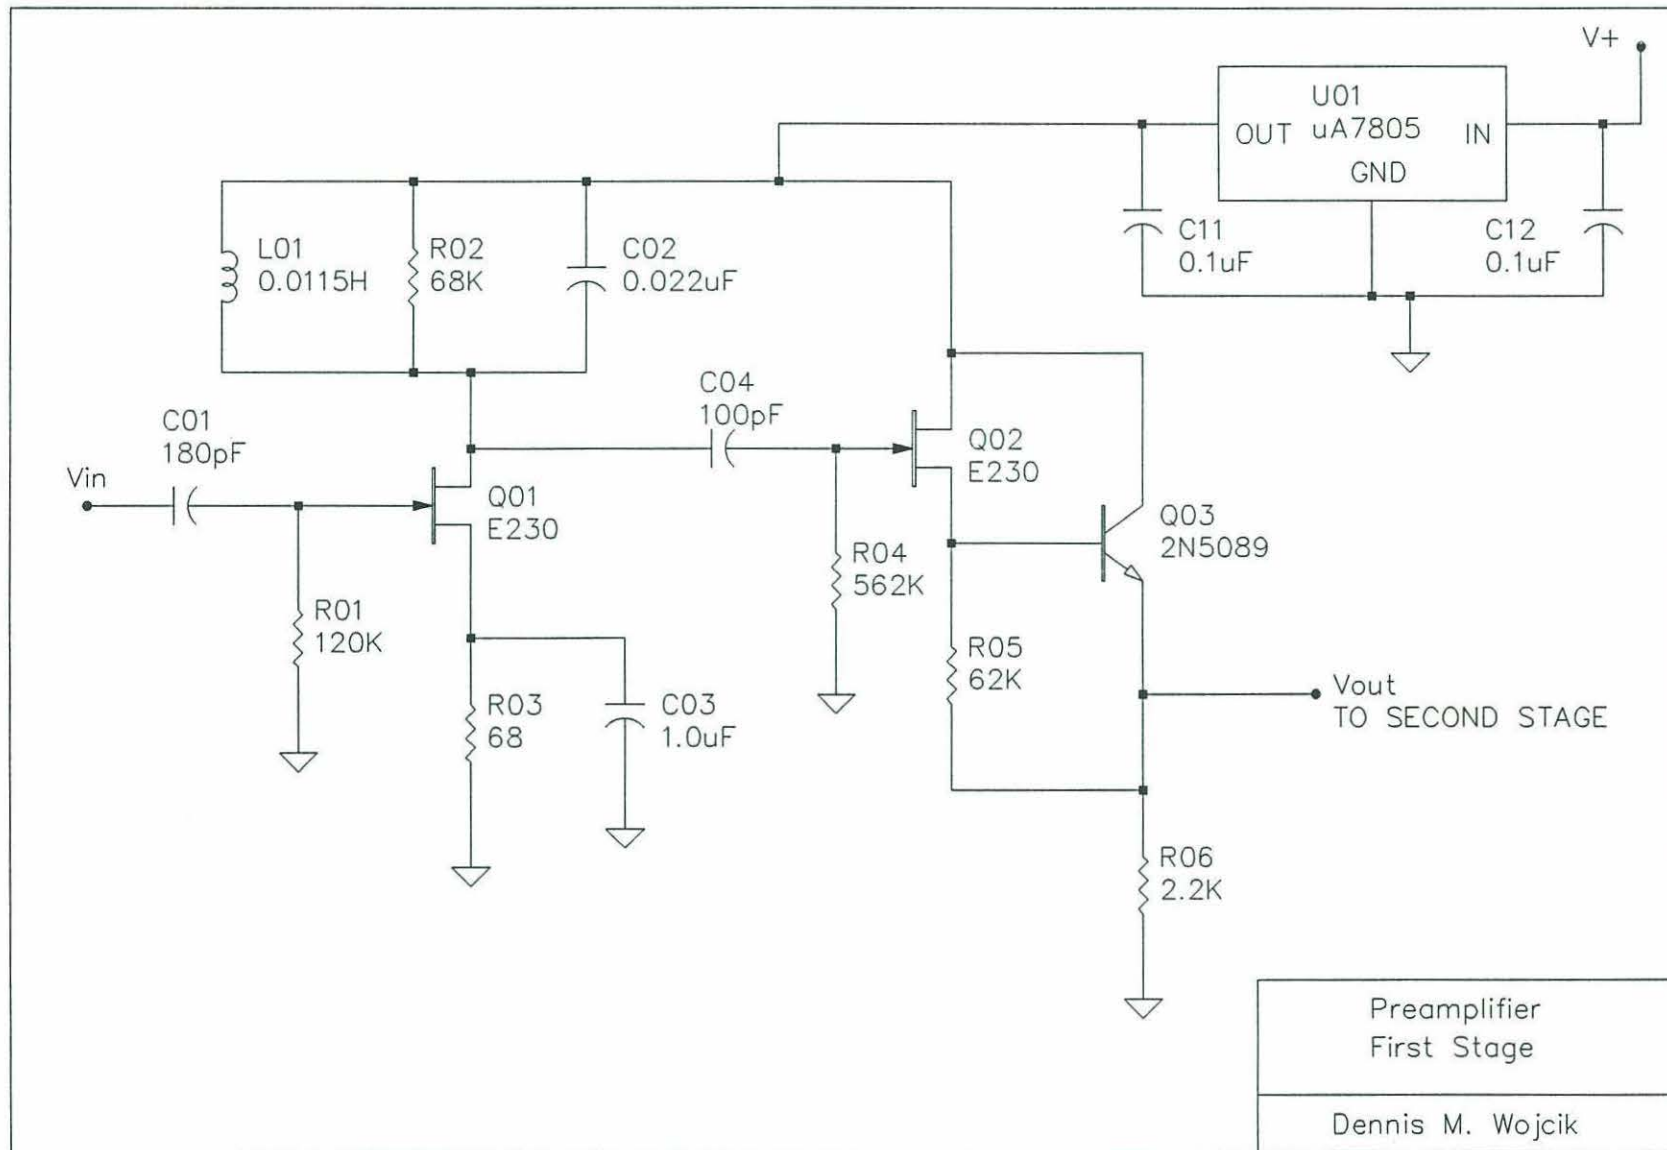 V+
U01
OUT uA7805 IN
GND
C11
0.1uF
C12
0.1uF
L01
0.0115H
R02
68K
C02
0.022uF
C04
100pF
C01
180pF
Vin
Q01
E230
Q02
E230
Q03
2N5089
R04
562K
R01
120K
R05
62K
R03
68
C03
1.0uF
Vout
TO SECOND STAGE
R06
2.2K
Preamplifier
First Stage
Dennis M. Wojcik